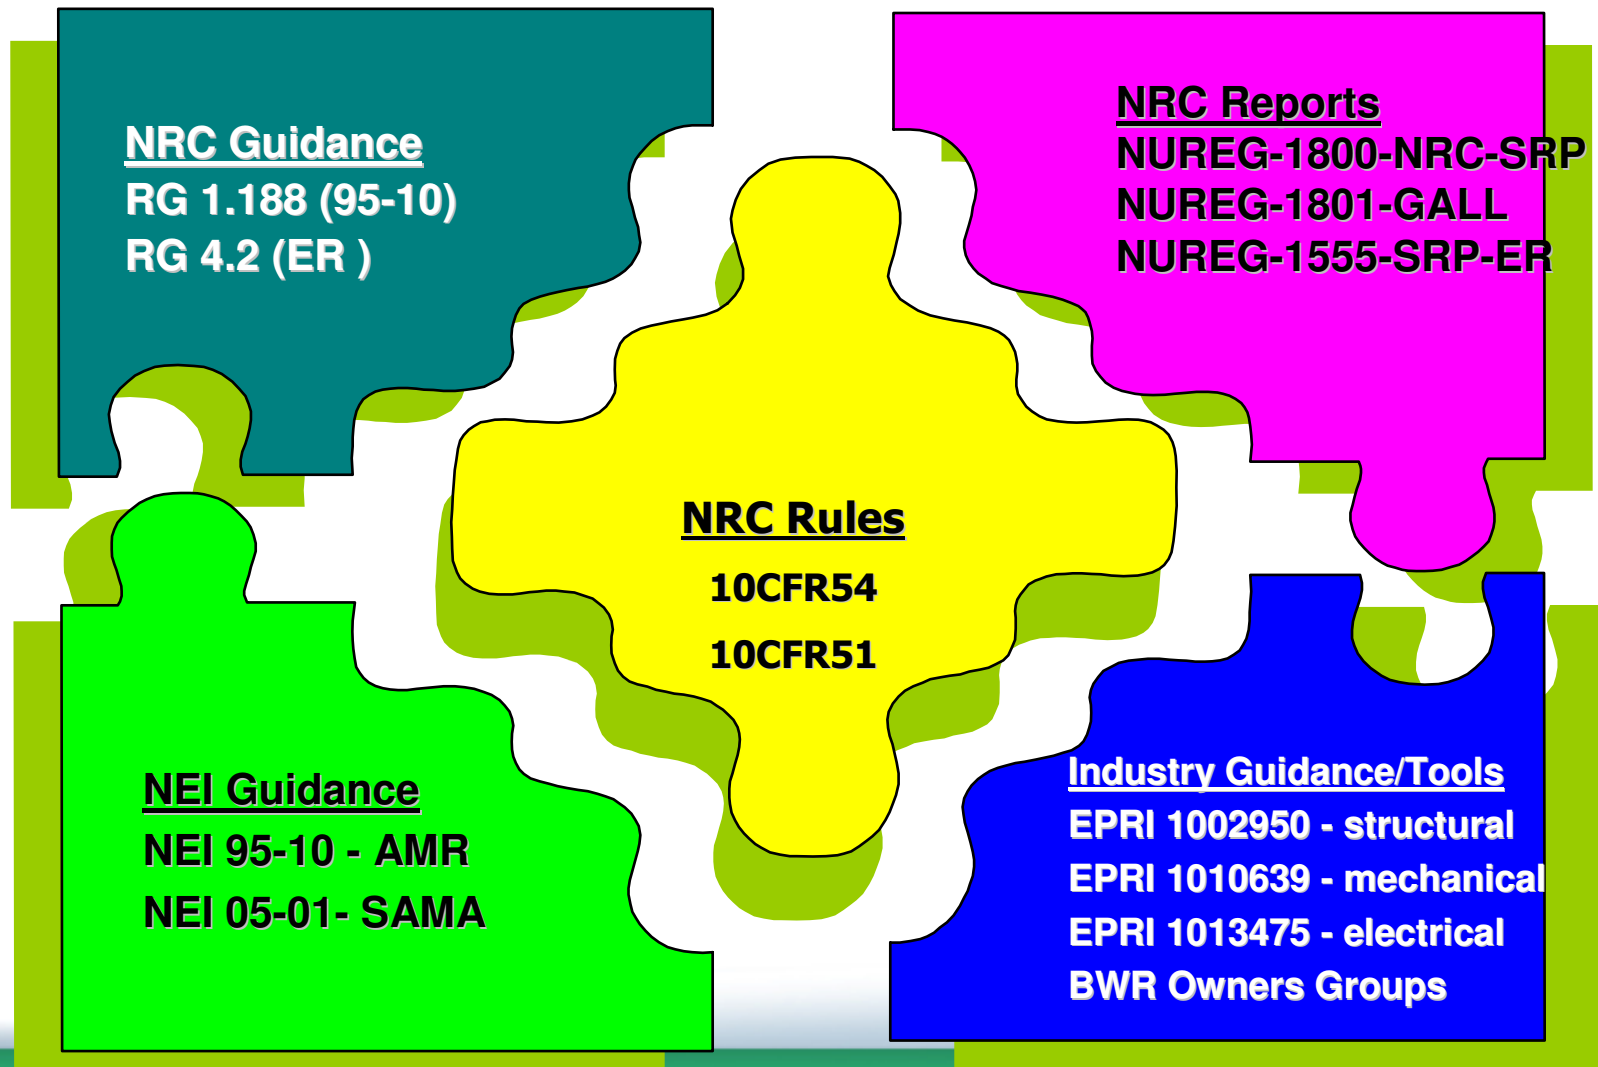 NRC Guidance
RG 1.188 (95-10)
RG 4.2 (ER )
NRC Reports
NUREG-1800-NRC-SRP
NUREG-1801-GALL
NUREG-1555-SRP-ER
NRC Rules
10CFR54
10CFR51
NEI Guidance
NEI 95-10 - AMR
NEI 05-01- SAMA
Industry Guidance/Tools
EPRI 1002950 - structural
EPRI 1010639 - mechanical
EPRI 1013475 - electrical
BWR Owners Groups